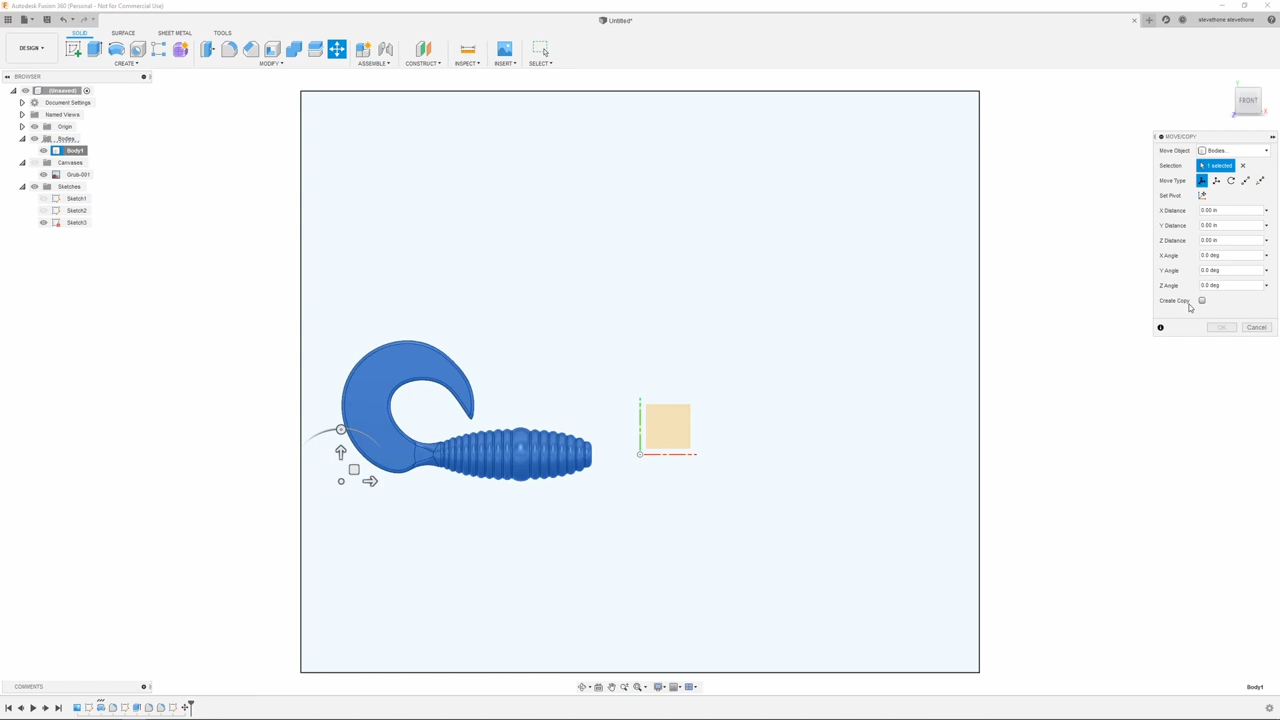 Autodesk Fusion 360 (Personal - Not for Commercial Use)
Untitled*
stevethone stevethone
SOLID SURFACE SHEET METAL TOOLS
DESIGN
CREATE MODIFY ASSEMBLE CONSTRUCT INSPECT INSERT SELECT
BROWSER
(Unsaved)
Document Settings
Named Views
Origin
Bodies
Body1
Canvases
Grub-001
Sketches
Sketch1
Sketch2
Sketch3
Y
FRONT
Z
X
MOVE/COPY
Move Object Bodies...
Selection 1 selected
Move Type
Set Pivot
X Distance 0.00 in
Y Distance 0.00 in
Z Distance 0.00 in
X Angle 0.0 deg
Y Angle 0.0 deg
Z Angle 0.0 deg
Create Copy
OK Cancel
COMMENTS
Body1